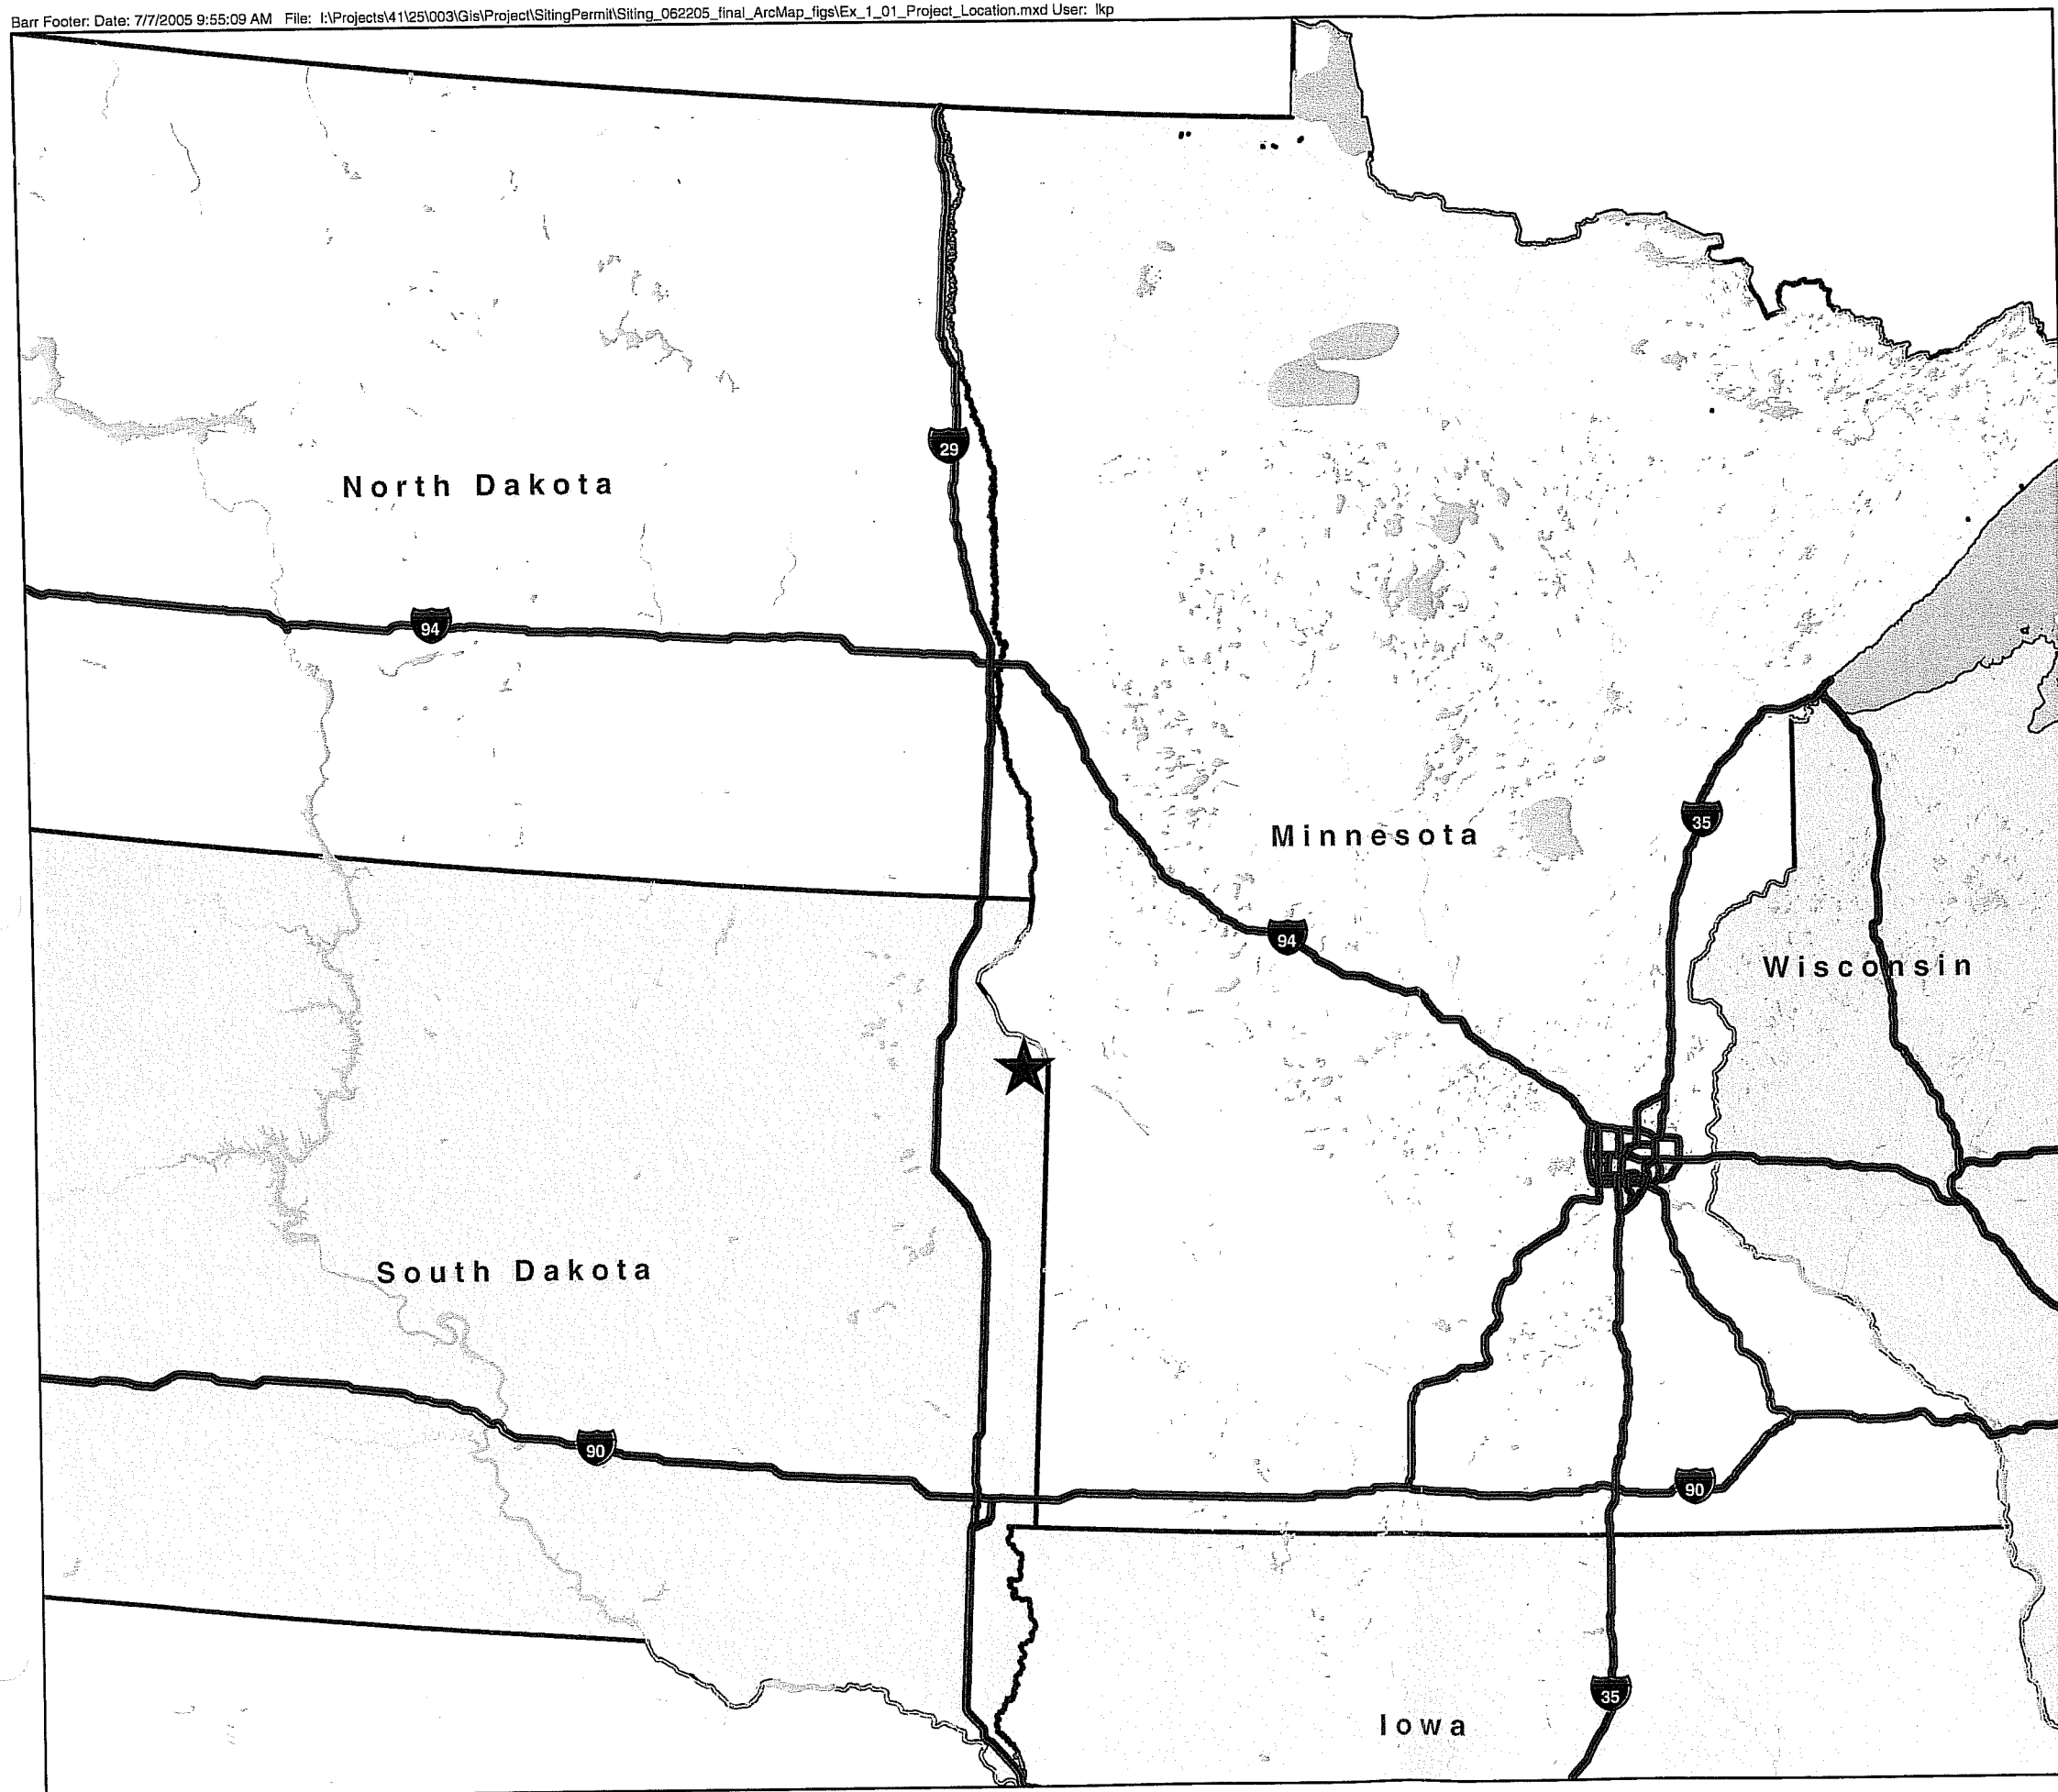 Barr Footer: Date: 7/7/2005 9:55:09 AM File: I:\Projects\41\25\003\Gis\Project\SitingPermit\Siting_062205_final_ArcMap_figs\Ex_1_01_Project_Location.mxd User: lkp
29
North Dakota
94
35
Minnesota
94
Wisconsin
South Dakota
90
90
35
Iowa